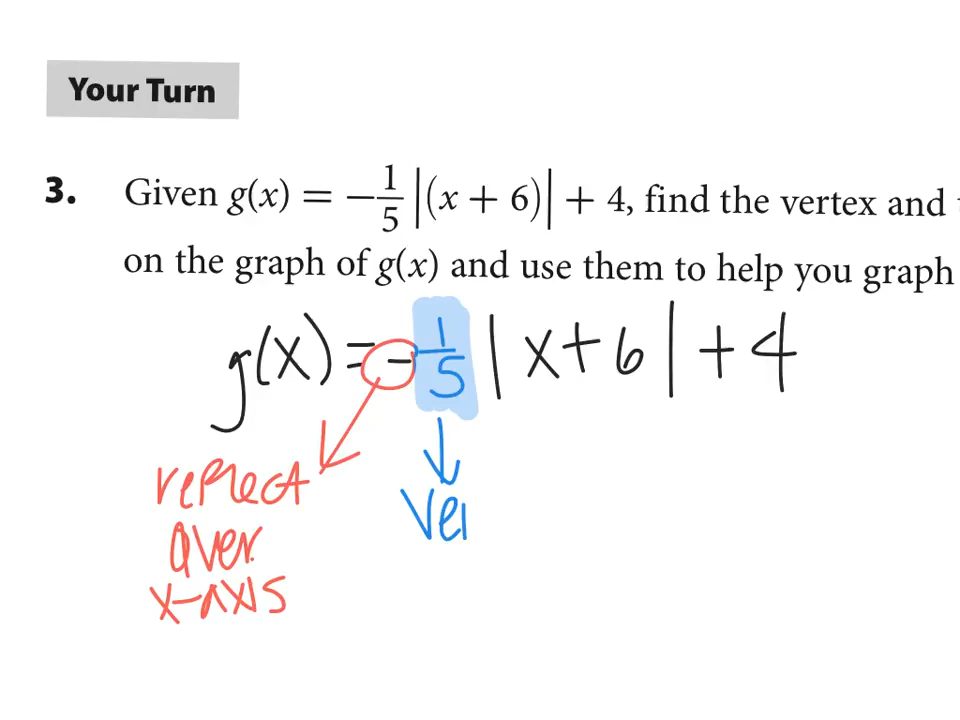 Your Turn
3. Given g(x) = -1/5 |(x + 6)| + 4, find the vertex and
on the graph of g(x) and use them to help you graph
g(x) = -1/5 | x+6 | + 4
reflect
over
x-axis
Ver